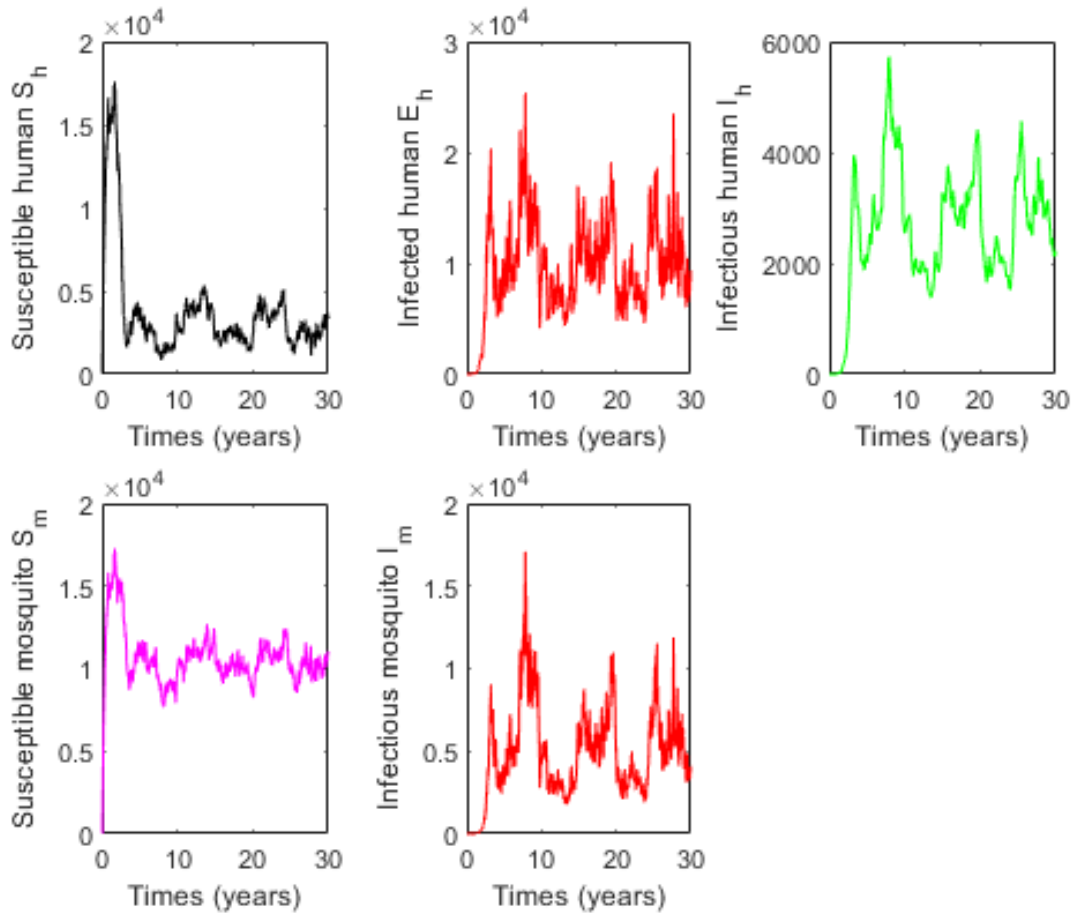 ×10⁴
2
1.5
1
0.5
0
Susceptible human S_h
0 10 20 30
Times (years)
×10⁴
3
2
1
0
Infected human E_h
0 10 20 30
Times (years)
6000
4000
2000
0
Infectious human I_h
0 10 20 30
Times (years)
×10⁴
2
1.5
1
0.5
0
Susceptible mosquito S_m
0 10 20 30
Times (years)
×10⁴
2
1.5
1
0.5
0
Infectious mosquito I_m
0 10 20 30
Times (years)